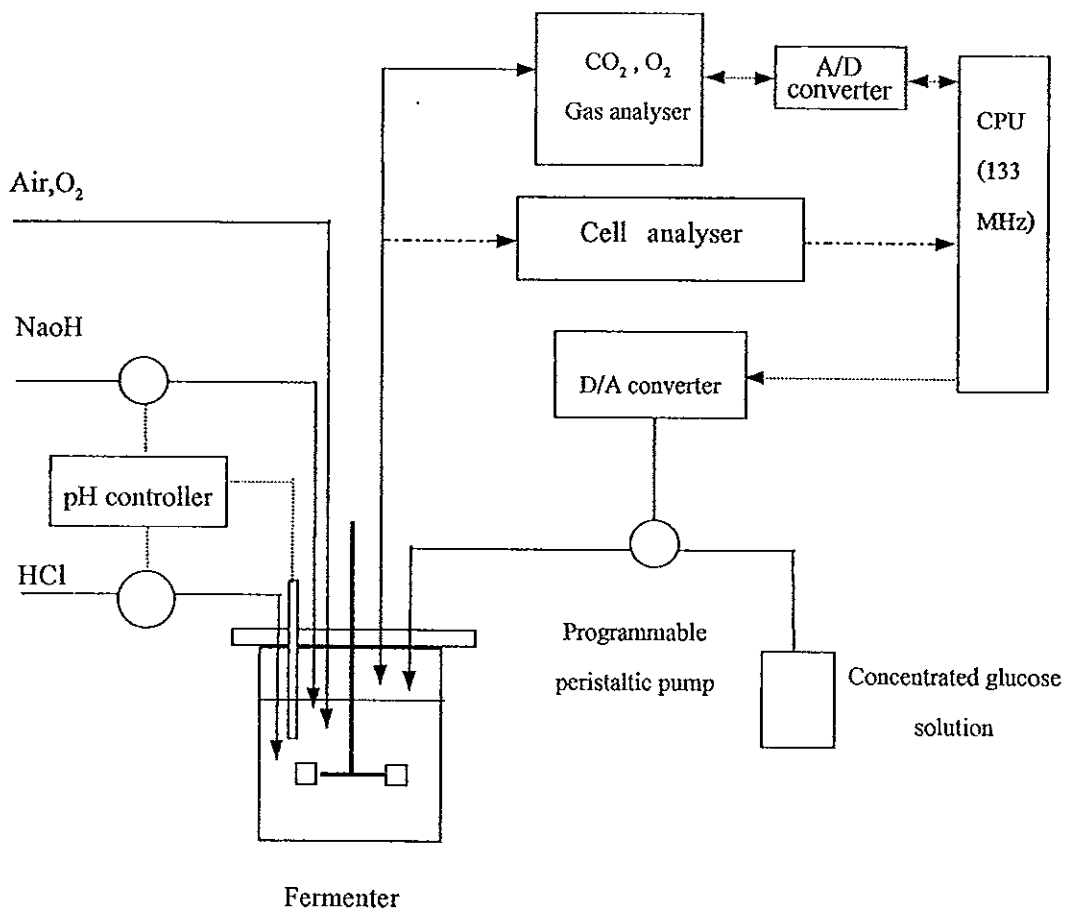 CO2 , O2
Gas analyser
A/D
converter
CPU
(133
MHz)
Air,O2
Cell analyser
NaoH
D/A converter
pH controller
HCl
Programmable
peristaltic pump
Concentrated glucose
solution
Fermenter